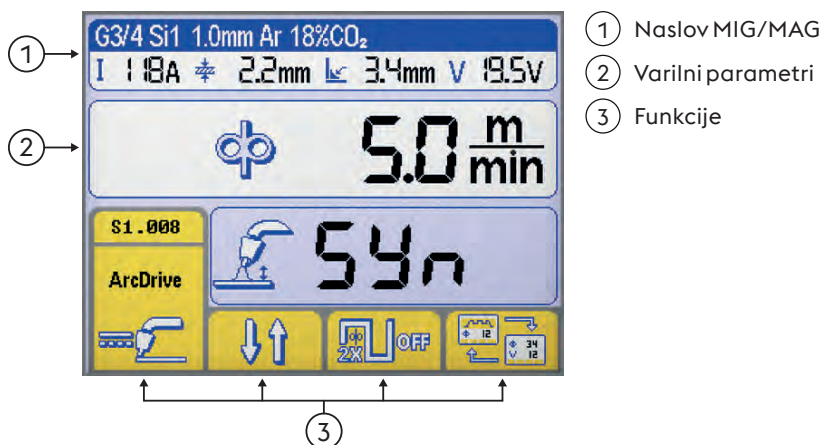 G3/4 Si1 1.0mm Ar 18%CO₂
I 118A 2.2mm 3.4mm V 19.5V
5.0 m/min
S1.008
ArcDrive
Syn
2X OFF
Φ 12
Φ 34
V 12
1
2
3
1 Naslov MIG/MAG
2 Varilni parametri
3 Funkcije